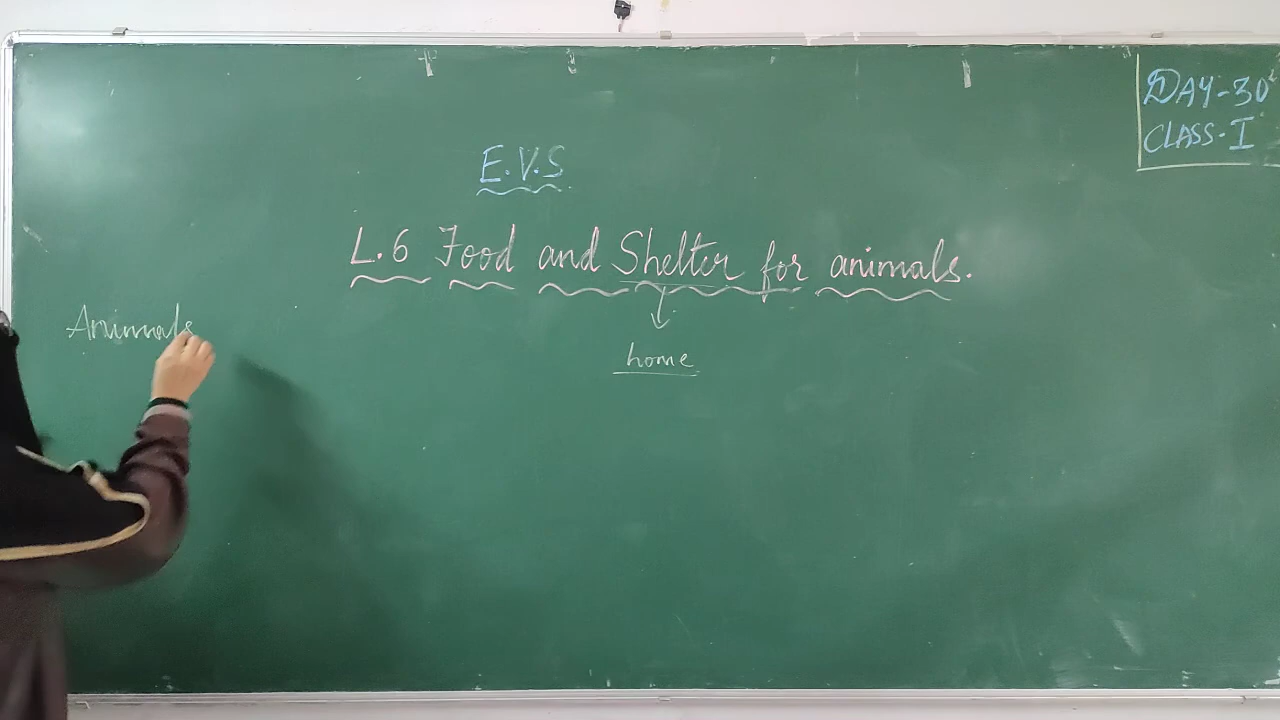 DAY-30
CLASS-I
E.V.S
L.6 Food and Shelter for animals.
home
Animals